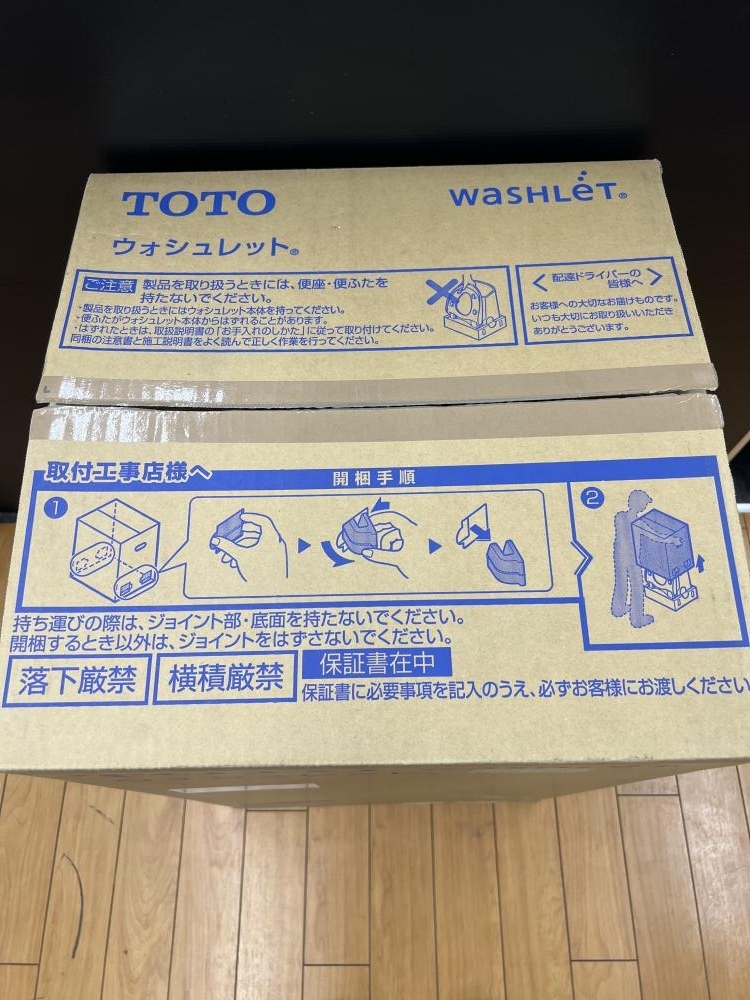 TOTO
WASHLET®
ウォシュレット®
ご注意 製品を取り扱うときには、便座・便ふたを
持たないでください。
・製品を取り扱うときにはウォシュレット本体を持ってください。
・便ふたがウォシュレット本体からはずれることがあります。
・はずれたときは、取扱説明書の「お手入れのしかた」に従って取り付けてください。
同梱の注意書と施工説明書をよく読んで正しく作業を行ってください。
配達ドライバーの
皆様へ
お客様への大切なお届けものです。
いつも大切にお取り扱いいただき
ありがとうございます。
取付工事店様へ
開梱手順
1
2
持ち運びの際は、ジョイント部・底面を持たないでください。
開梱するとき以外は、ジョイントをはずさないでください。
落下厳禁
横積厳禁
保証書在中
保証書に必要事項を記入のうえ、必ずお客様にお渡しください